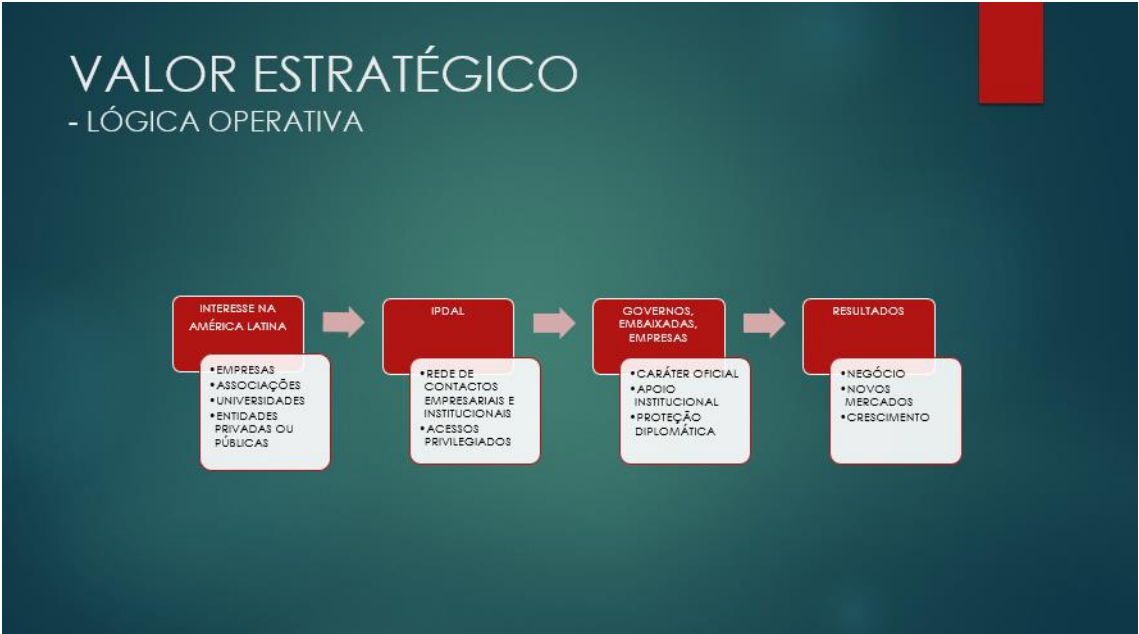 VALOR ESTRATÉGICO
- LÓGICA OPERATIVA
INTERESSE NA
AMÉRICA LATINA
•EMPRESAS
•ASSOCIAÇÕES
•UNIVERSIDADES
•ENTIDADES
PRIVADAS OU
PÚBLICAS
IPDAL
•REDE DE
CONTACTOS
EMPRESARIAIS E
INSTITUCIONAIS
•ACESSOS
PRIVILEGIADOS
GOVERNOS,
EMBAIXADAS,
EMPRESAS
•CARÁTER OFICIAL
•APOIO
INSTITUCIONAL
•PROTEÇÃO
DIPLOMÁTICA
RESULTADOS
•NEGÓCIO
•NOVOS
MERCADOS
•CRESCIMENTO